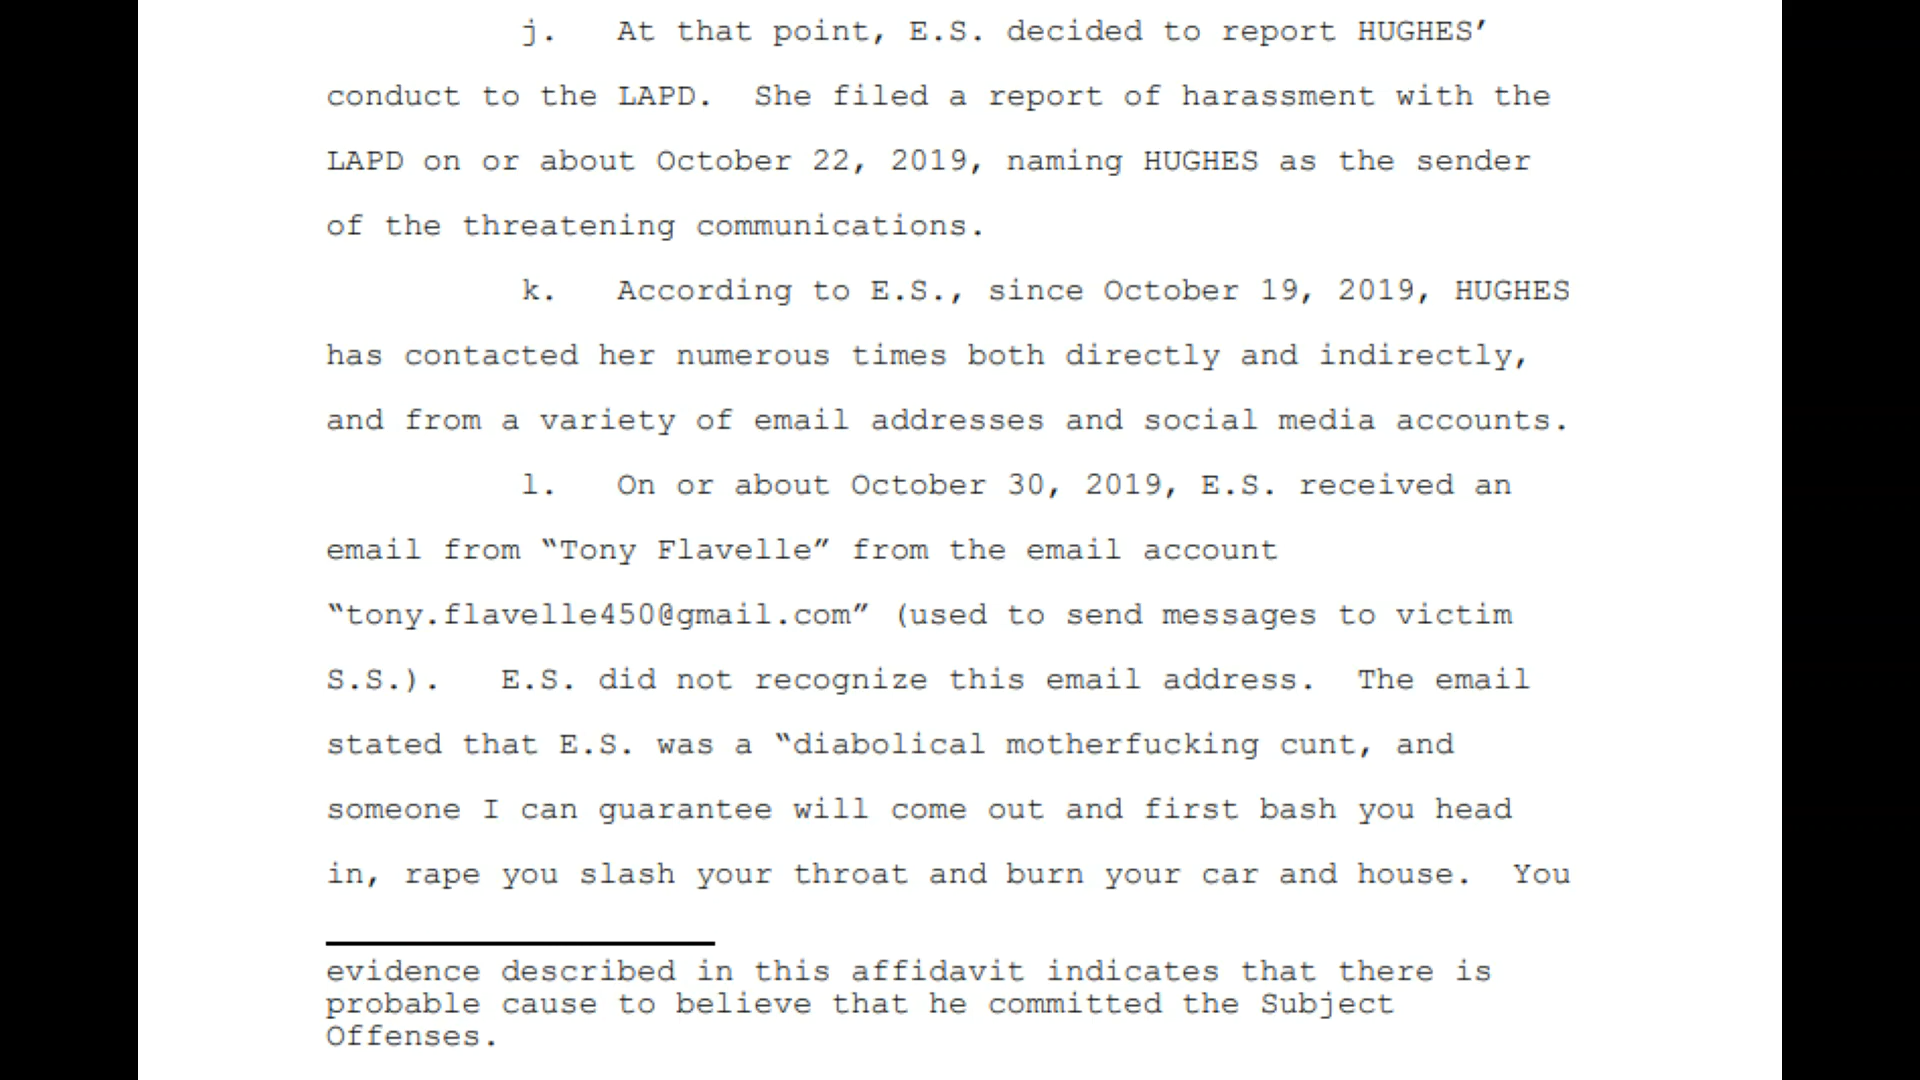 j. At that point, E.S. decided to report HUGHES’
conduct to the LAPD. She filed a report of harassment with the
LAPD on or about October 22, 2019, naming HUGHES as the sender
of the threatening communications.
k. According to E.S., since October 19, 2019, HUGHES
has contacted her numerous times both directly and indirectly,
and from a variety of email addresses and social media accounts.
l. On or about October 30, 2019, E.S. received an
email from “Tony Flavelle” from the email account
“tony.flavelle450@gmail.com” (used to send messages to victim
S.S.). E.S. did not recognize this email address. The email
stated that E.S. was a “diabolical motherfucking cunt, and
someone I can guarantee will come out and first bash you head
in, rape you slash your throat and burn your car and house. You
evidence described in this affidavit indicates that there is
probable cause to believe that he committed the Subject
Offenses.